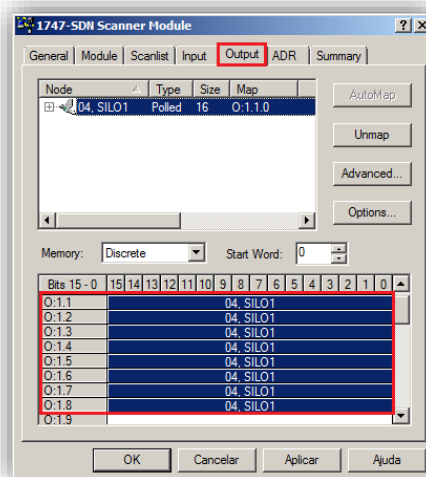 1747-SDN Scanner Module
General Module Scanlist Input Output ADR Summary
Node Type Size Map
04, SILO1 Polled 16 O:1.1.0
AutoMap
Unmap
Advanced...
Options...
Memory: Discrete Start Word: 0
Bits 15 - 0 15 14 13 12 11 10 9 8 7 6 5 4 3 2 1 0
O:1.1 04, SILO1
O:1.2 04, SILO1
O:1.3 04, SILO1
O:1.4 04, SILO1
O:1.5 04, SILO1
O:1.6 04, SILO1
O:1.7 04, SILO1
O:1.8 04, SILO1
O:1.9
OK Cancelar Aplicar Ajuda